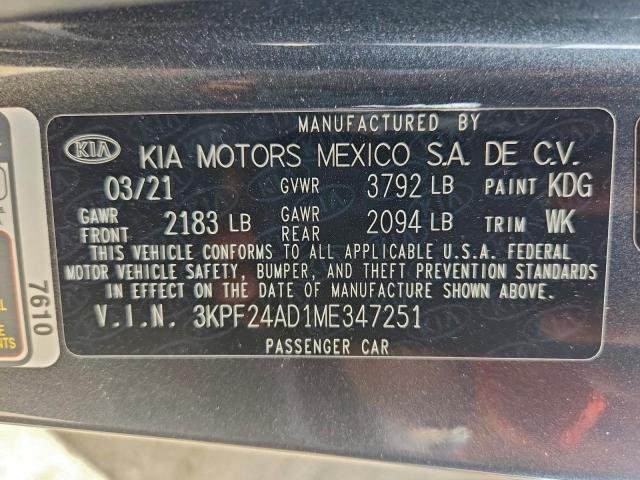 MANUFACTURED BY
KIA KIA MOTORS MEXICO S.A. DE C.V.
03/21 GVWR 3792 LB PAINT KDG
GAWR FRONT 2183 LB GAWR REAR 2094 LB TRIM WK
THIS VEHICLE CONFORMS TO ALL APPLICABLE U.S.A. FEDERAL
MOTOR VEHICLE SAFETY, BUMPER, AND THEFT PREVENTION STANDARDS
IN EFFECT ON THE DATE OF MANUFACTURE SHOWN ABOVE.
V.I.N. 3KPF24AD1ME347251
PASSENGER CAR
7610